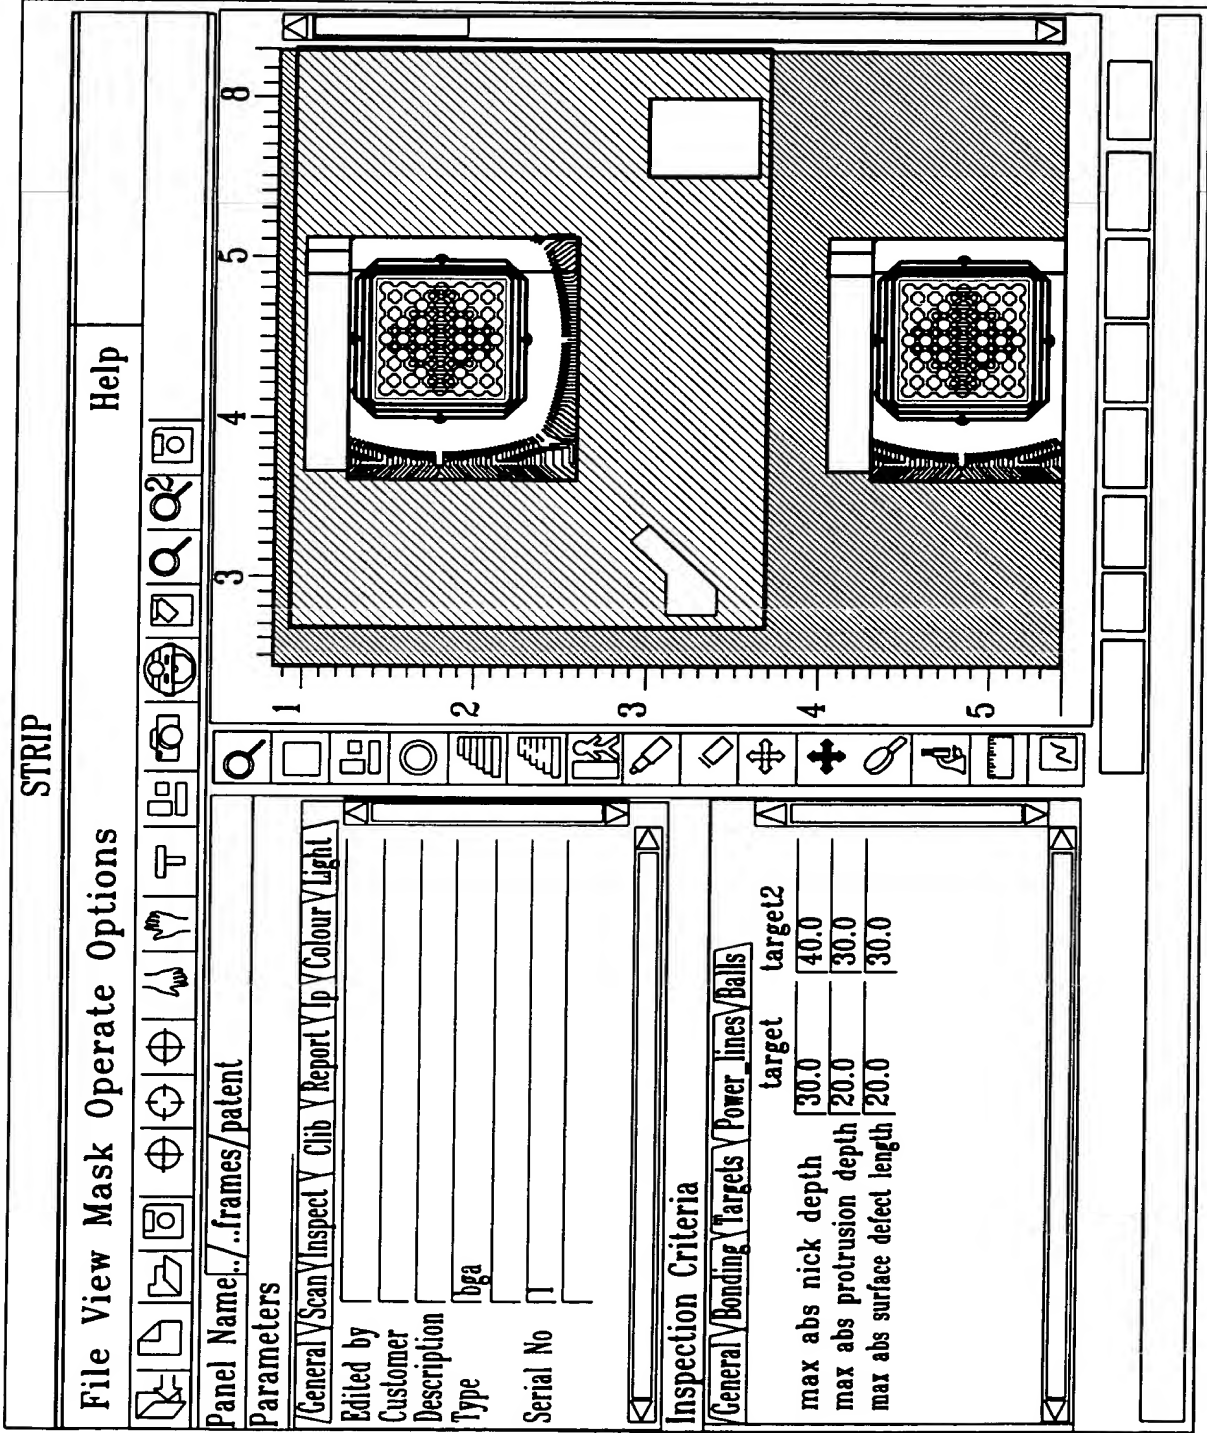 STRIP
File View Mask Operate Options Help
2
Panel Name ../..frames/patent
Parameters
General Scan Inspect Clib Report Ip Colour Light
Edited by
Customer
Description
Type bga
Serial No 1
Inspection Criteria
General Bonding Targets Power_lines Balls
target target2
max abs nick depth 30.0 40.0
max abs protrusion depth 20.0 30.0
max abs surface defect length 20.0 30.0
3 4 5 8
1
2
3
4
5